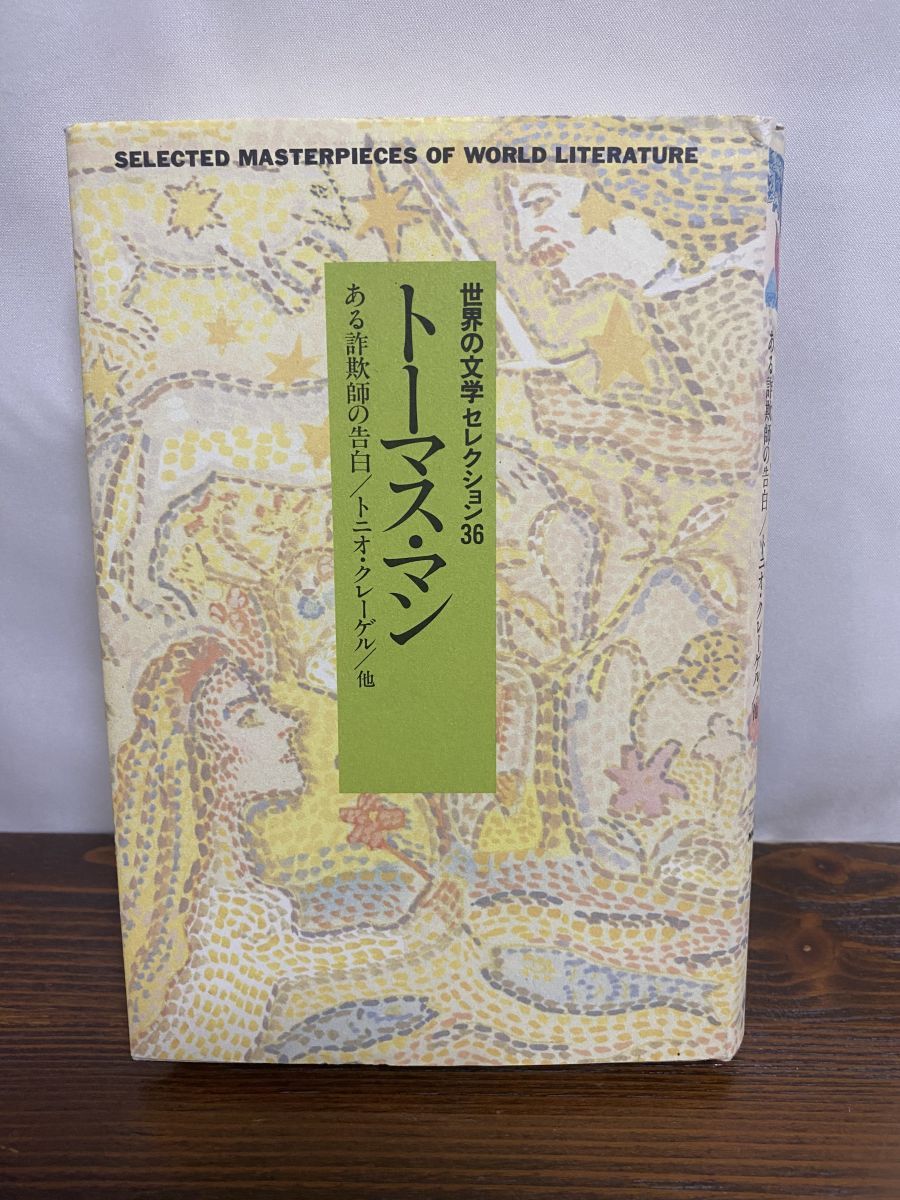 SELECTED MASTERPIECES OF WORLD LITERATURE
世界の文学セレクション36
トーマス・マン
ある詐欺師の告白/トニオ・クレーゲル/他
ある詐欺師の告白/トニオ・クレーゲル/他